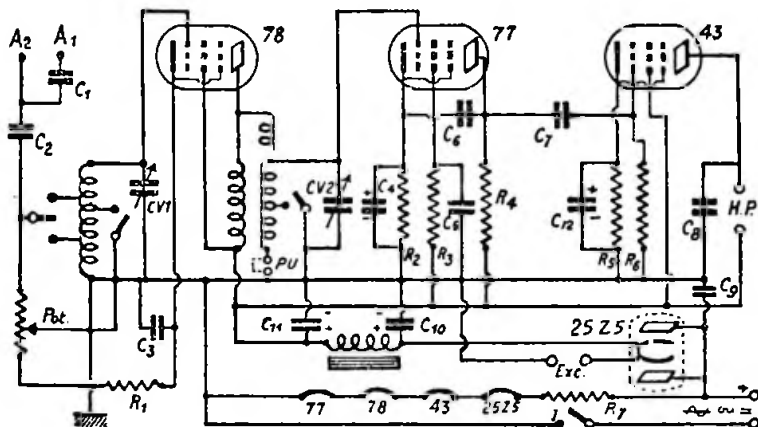 A2
A1
78
77
43
C1
C2
CV1
C6
C7
CV2
C4
R2
R3
C5
R4
C12
R5
R6
C8
H.P.
PU
Pot.
C3
C11
C10
C9
25Z5
Exc.
R1
77
78
43
25Z5
R7
I
+